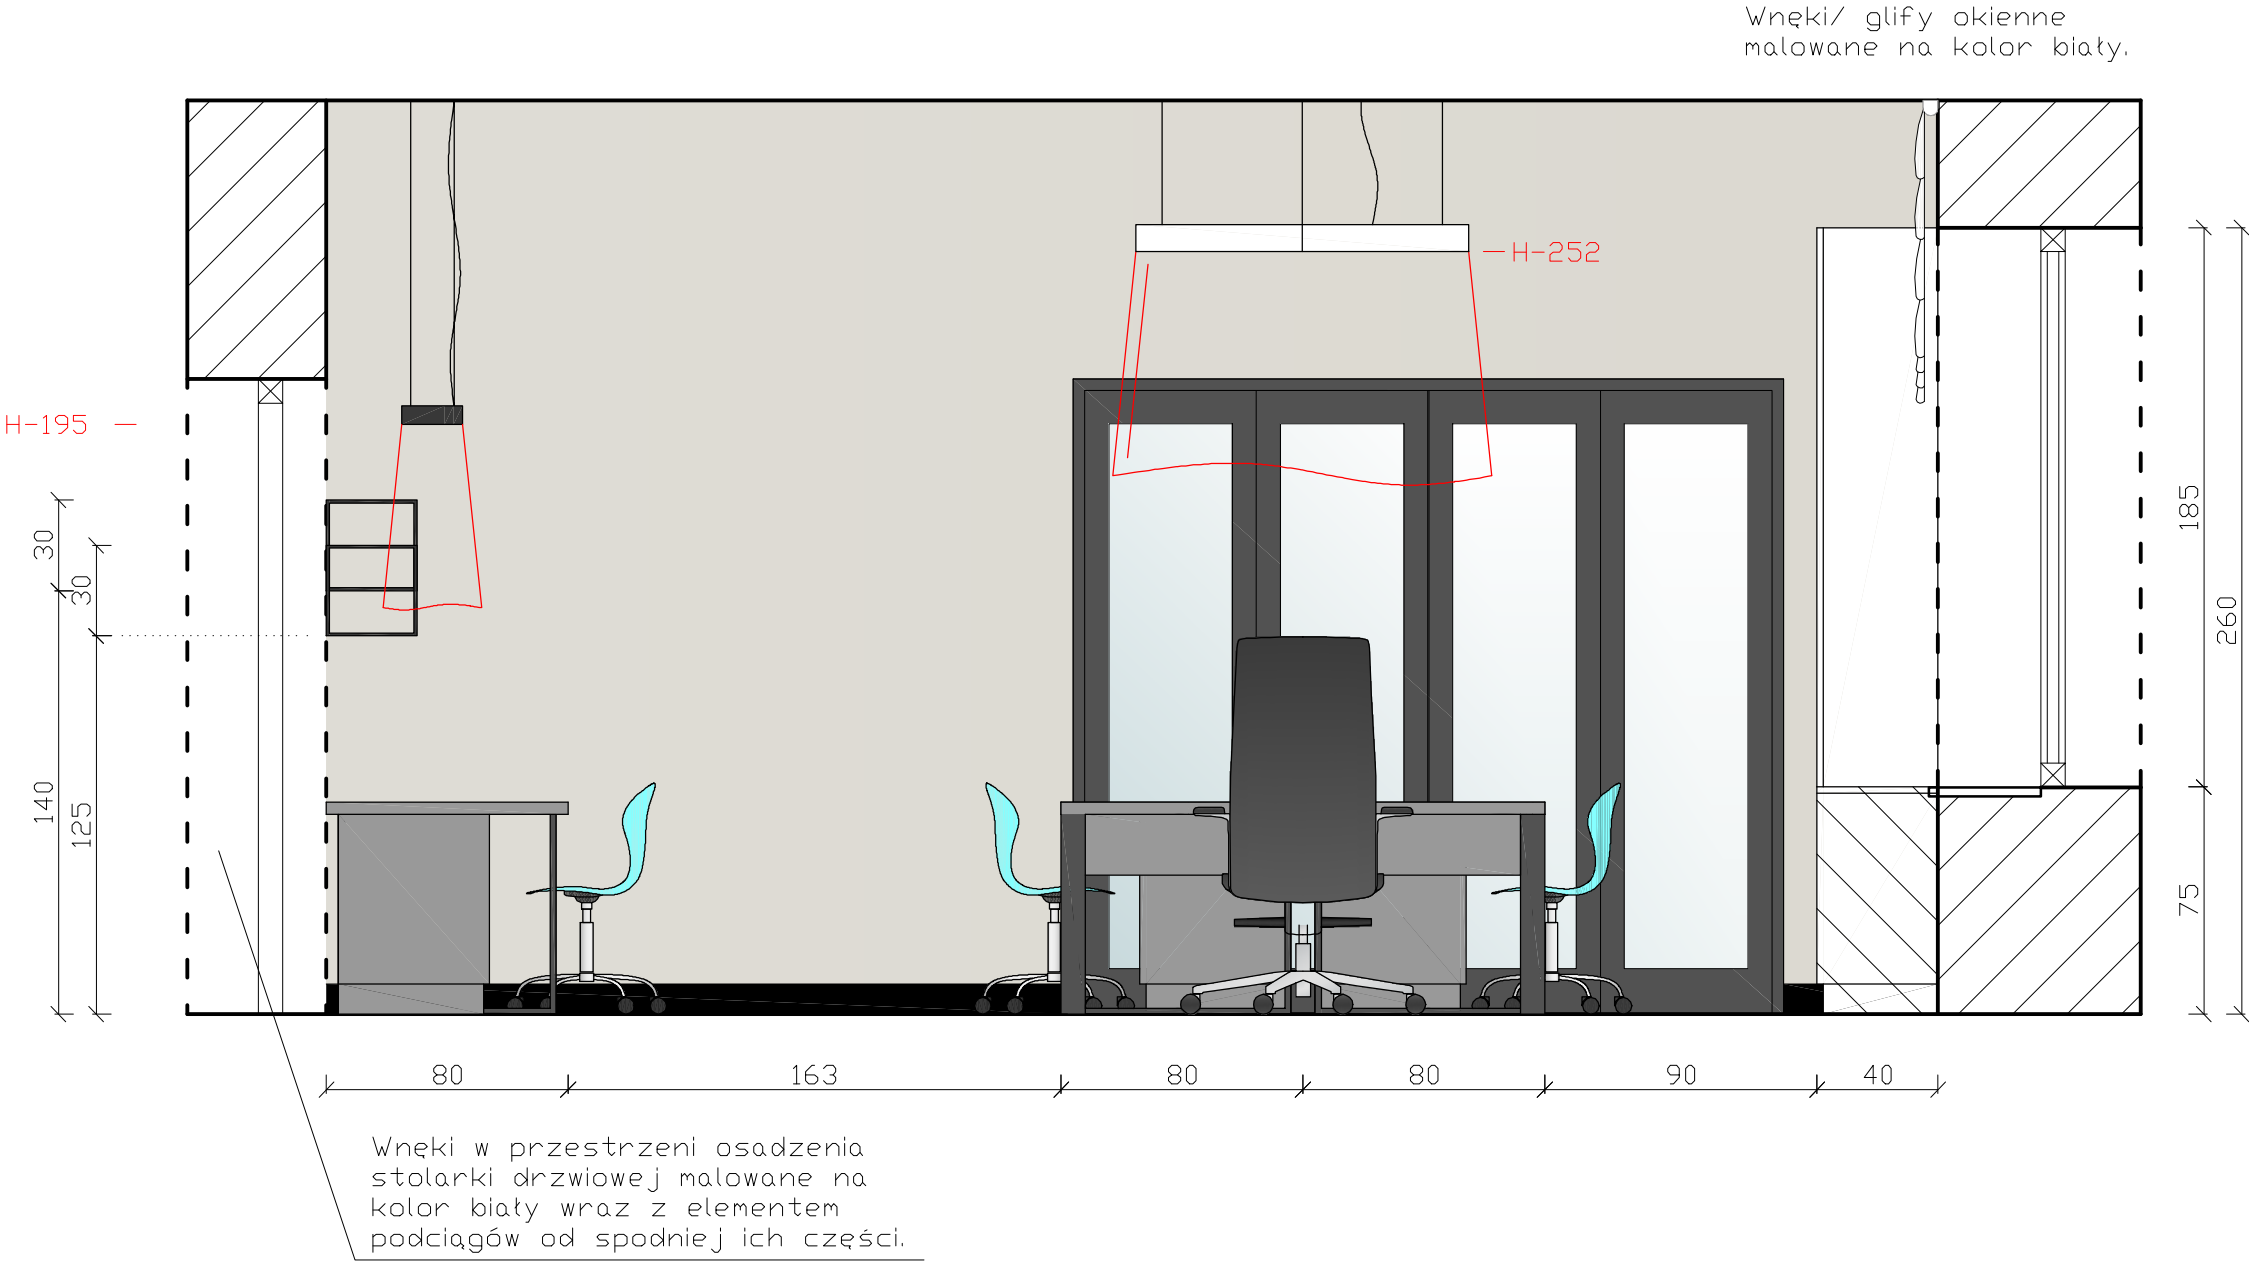 Wnęki/ glify okienne
malowane na kolor biały.
H-252
H-195
30
30
140
125
185
260
75
80
163
80
80
90
40
Wnęki w przestrzeni osadzenia
stolarki drzwiowej malowane na
kolor biały wraz z elementem
podciągów od spodniej ich części.